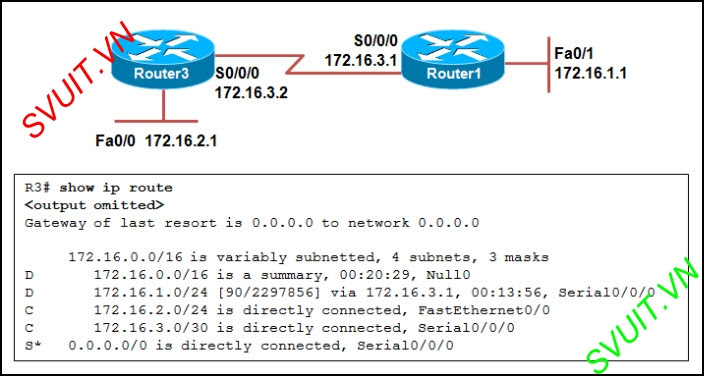 SVUIT.VN
Router3
S0/0/0
172.16.3.2
Fa0/0 172.16.2.1
S0/0/0
172.16.3.1
Router1
Fa0/1
172.16.1.1
R3# show ip route
<output omitted>
Gateway of last resort is 0.0.0.0 to network 0.0.0.0
172.16.0.0/16 is variably subnetted, 4 subnets, 3 masks
D 172.16.0.0/16 is a summary, 00:20:29, Null0
D 172.16.1.0/24 [90/2297856] via 172.16.3.1, 00:13:56, Serial0/0/0
C 172.16.2.0/24 is directly connected, FastEthernet0/0
C 172.16.3.0/30 is directly connected, Serial0/0/0
S* 0.0.0.0/0 is directly connected, Serial0/0/0
SVUIT.VN